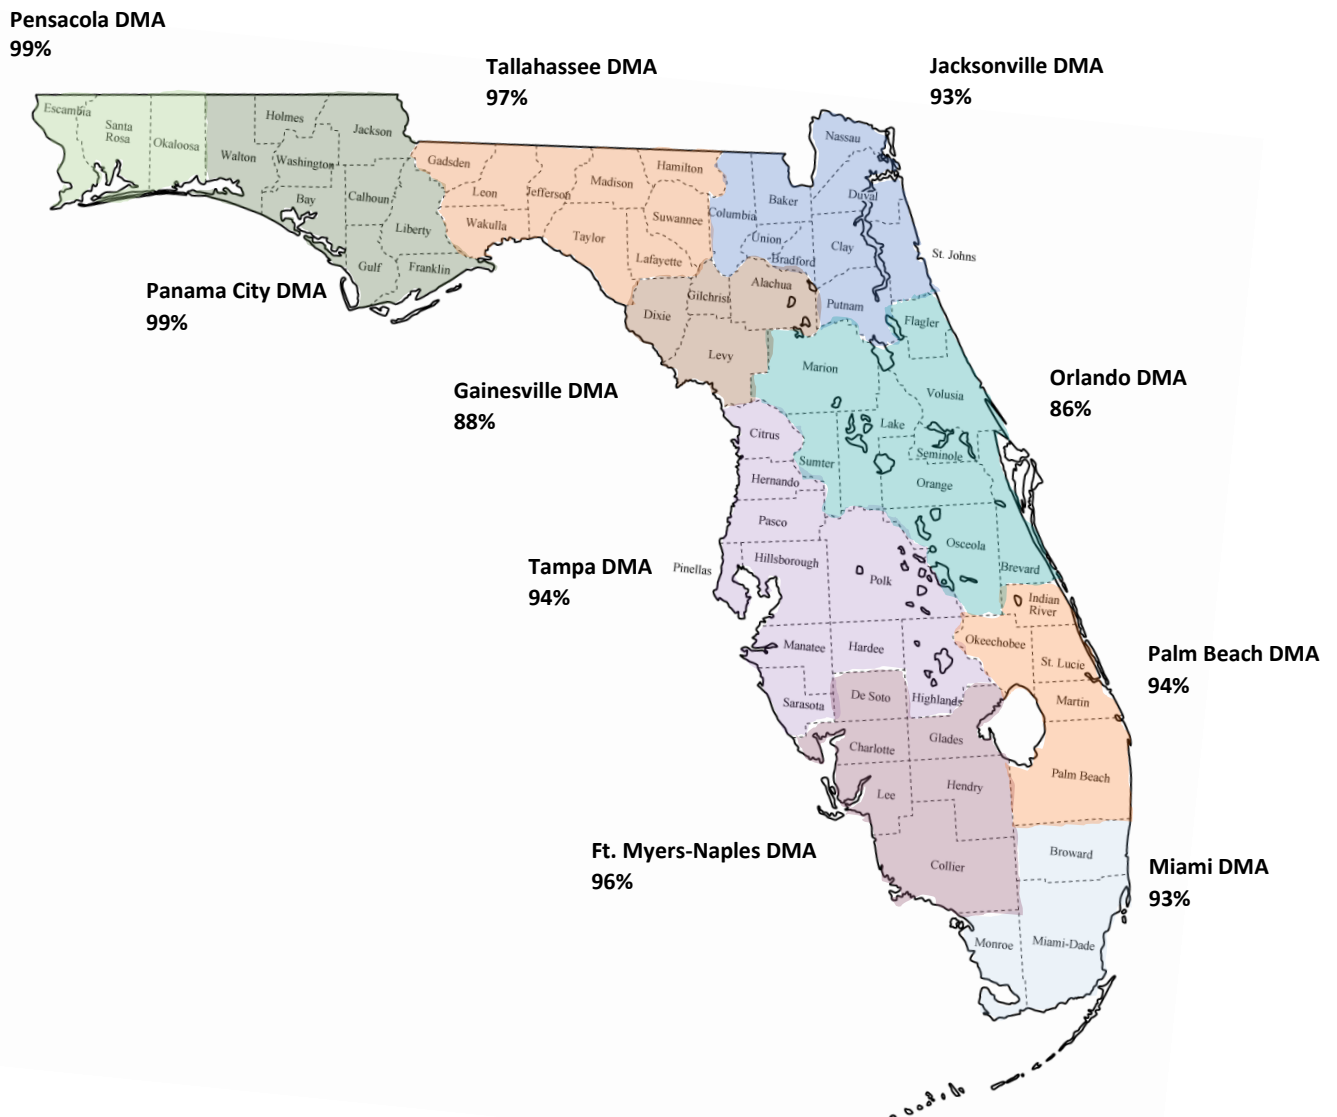 Pensacola DMA
99%
Tallahassee DMA
97%
Jacksonville DMA
93%
Escambia
Santa
Rosa
Okaloosa
Holmes
Jackson
Walton
Washington
Bay
Calhoun
Liberty
Gulf
Franklin
Gadsden
Leon
Jefferson
Madison
Hamilton
Wakulla
Taylor
Suwannee
Lafayette
Nassau
Duval
Baker
Columbia
Union
Bradford
Clay
St. Johns
Putnam
Panama City DMA
99%
Dixie
Gilchrist
Alachua
Levy
Flagler
Marion
Volusia
Gainesville DMA
88%
Orlando DMA
86%
Citrus
Lake
Sumter
Seminole
Hernando
Orange
Pasco
Osceola
Tampa DMA
94%
Pinellas
Hillsborough
Polk
Brevard
Indian
River
Manatee
Hardee
Okeechobee
St. Lucie
Palm Beach DMA
94%
Sarasota
De Soto
Highlands
Martin
Charlotte
Glades
Lee
Hendry
Palm Beach
Ft. Myers-Naples DMA
96%
Collier
Broward
Miami DMA
93%
Monroe
Miami-Dade